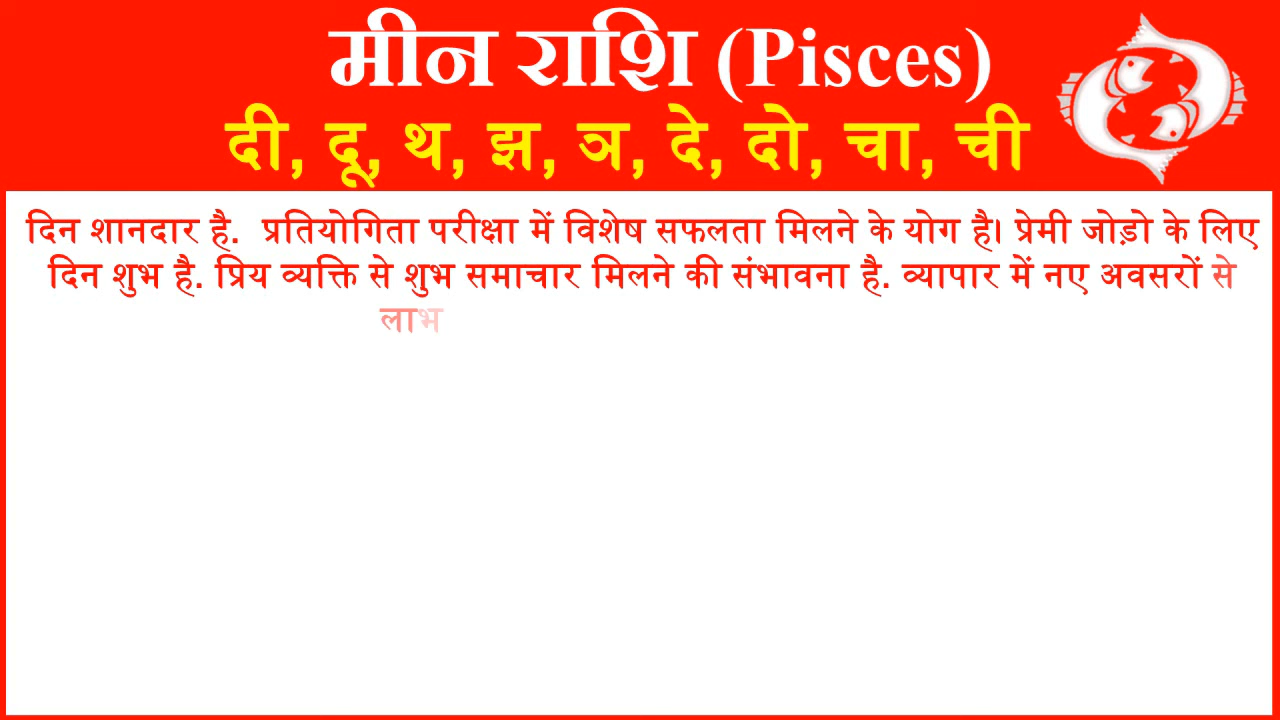 मीन राशि (Pisces)
दी, दू, थ, झ, ञ, दे, दो, चा, ची
दिन शानदार है. प्रतियोगिता परीक्षा में विशेष सफलता मिलने के योग है। प्रेमी जोड़ो के लिए
दिन शुभ है. प्रिय व्यक्ति से शुभ समाचार मिलने की संभावना है. व्यापार में नए अवसरों से
लाभ